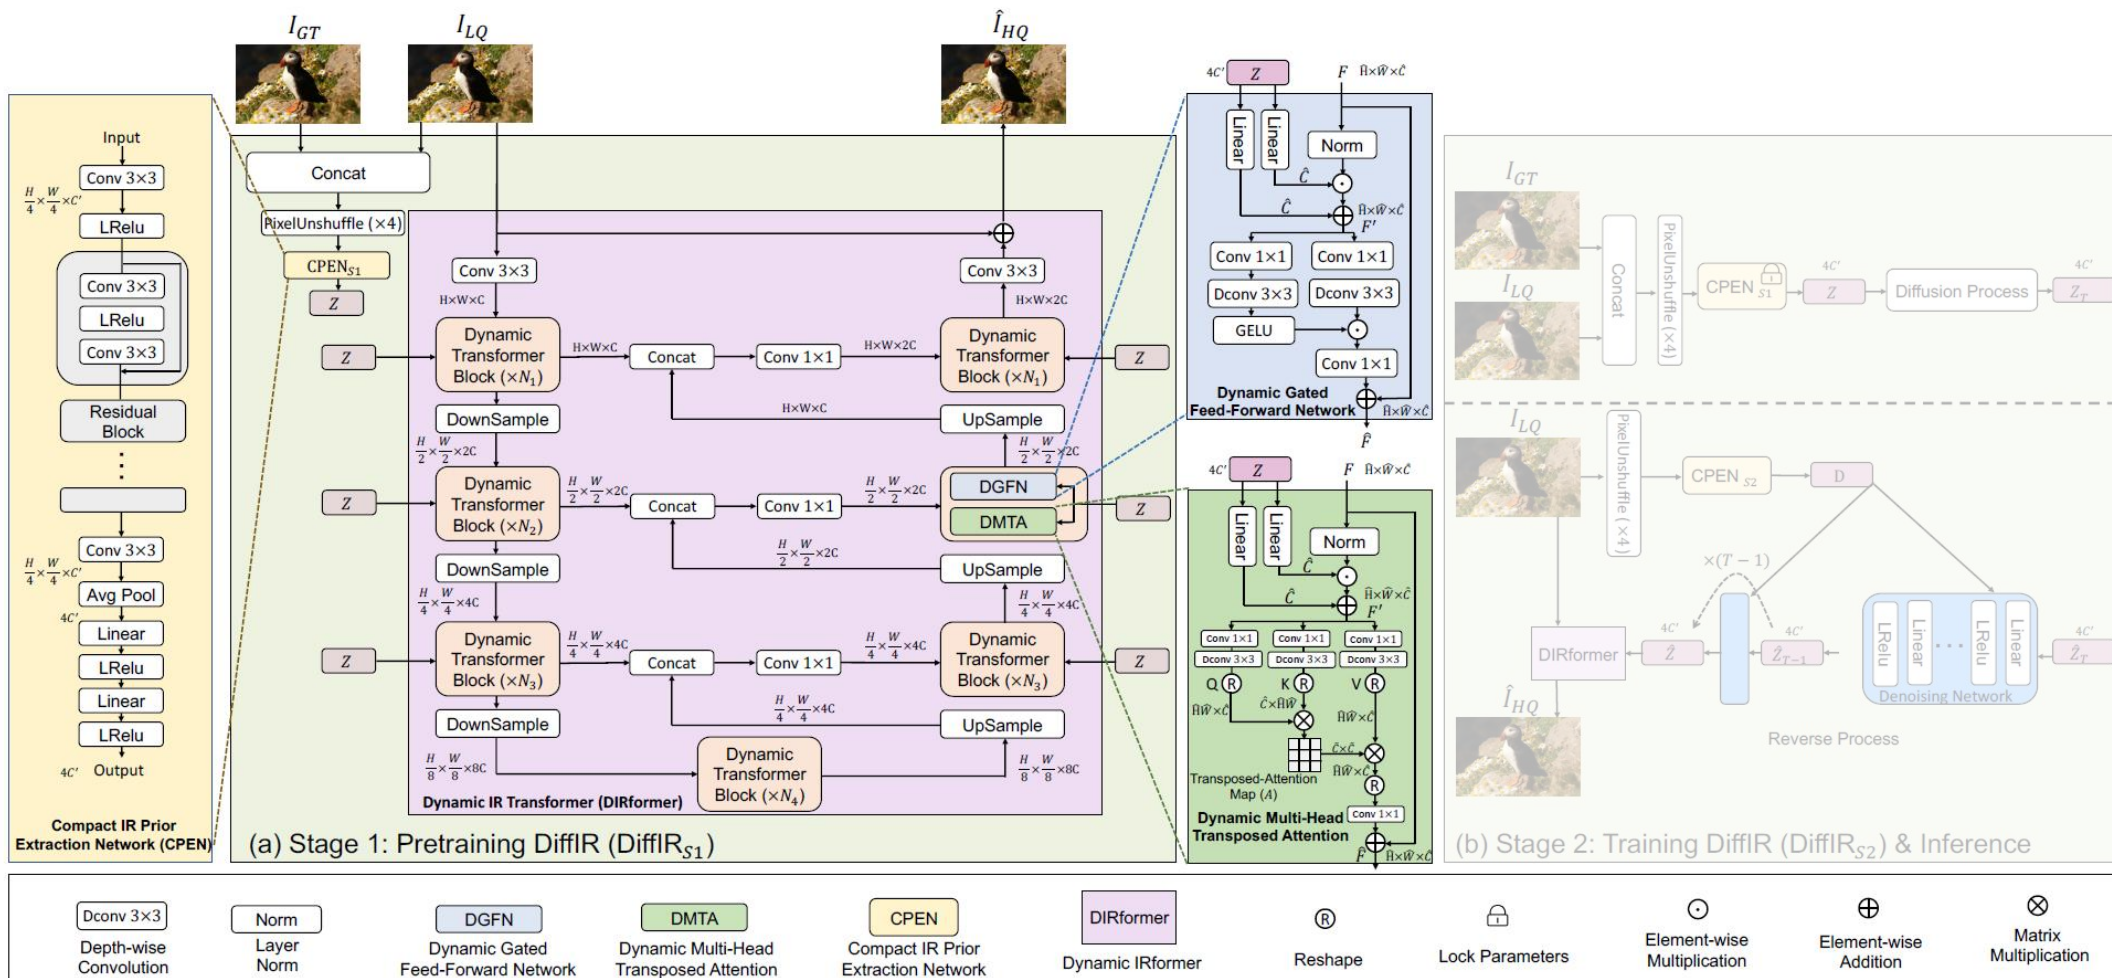 I_GT
I_LQ
Î_HQ
Input
Conv 3×3
H/4 × W/4 × C′
LRelu
Conv 3×3
LRelu
Conv 3×3
Residual
Block
Conv 3×3
H/4 × W/4 × C′
Avg Pool
4C′
Linear
LRelu
Linear
LRelu
4C′ Output
Compact IR Prior
Extraction Network (CPEN)
Concat
PixelUnshuffle (×4)
CPEN_S1
Z
Conv 3×3
Conv 3×3
H×W×C
H×W×2C
Z
Dynamic
Transformer
Block (×N₁)
H×W×C
Concat
Conv 1×1
H×W×2C
Dynamic
Transformer
Block (×N₁)
Z
DownSample
H×W×C
UpSample
H/2 × W/2 ×2C
H/2 × W/2 ×2C
Z
Dynamic
Transformer
Block (×N₂)
H/2 × W/2 ×2C
Concat
Conv 1×1
H/2 × W/2 ×2C
DGFN
DMTA
Z
DownSample
H/2 × W/2 ×2C
UpSample
H/4 × W/4 ×4C
H/4 × W/4 ×4C
Z
Dynamic
Transformer
Block (×N₃)
H/4 × W/4 ×4C
Concat
Conv 1×1
H/4 × W/4 ×4C
Dynamic
Transformer
Block (×N₃)
Z
DownSample
H/4 × W/4 ×4C
UpSample
H/8 × W/8 ×8C
Dynamic
Transformer
Block (×N₄)
H/8 × W/8 ×8C
Dynamic IR Transformer (DIRformer)
(a) Stage 1: Pretraining DiffIR (DiffIR_S1)
4C′
Z
F Ĥ×Ŵ×Ĉ
Linear
Linear
Norm
Ĉ
Ĉ
Ĥ×Ŵ×Ĉ
F′
Conv 1×1
Conv 1×1
Dconv 3×3
Dconv 3×3
GELU
Conv 1×1
Dynamic Gated
Feed-Forward Network
Ĥ×Ŵ×Ĉ
F̂
4C′
Z
F Ĥ×Ŵ×Ĉ
Linear
Linear
Norm
Ĉ
Ĉ
Ĥ×Ŵ×Ĉ
F′
Conv 1×1
Conv 1×1
Conv 1×1
Dconv 3×3
Dconv 3×3
Dconv 3×3
Q R
K R
V R
ĤŴ×Ĉ
Ĉ×ĤŴ
ĤŴ×Ĉ
Ĉ×Ĉ
ĤŴ×Ĉ
Transposed-Attention
Map (A)
R
Conv 1×1
Dynamic Multi-Head
Transposed Attention
F̂ Ĥ×Ŵ×Ĉ
I_GT
I_LQ
Concat
PixelUnshuffle (×4)
CPEN_S1
4C′
Z
Diffusion Process
4C′
Z_T
I_LQ
PixelUnshuffle (×4)
CPEN_S2
D
×(T − 1)
DIRformer
4C′
Ẑ
4C′
Ẑ_T−1
LRelu
Linear
LRelu
Linear
Denoising Network
4C′
Ẑ_T
Î_HQ
Reverse Process
(b) Stage 2: Training DiffIR (DiffIR_S2) & Inference
Dconv 3×3
Depth-wise
Convolution
Norm
Layer
Norm
DGFN
Dynamic Gated
Feed-Forward Network
DMTA
Dynamic Multi-Head
Transposed Attention
CPEN
Compact IR Prior
Extraction Network
DIRformer
Dynamic IRformer
R
Reshape
Lock Parameters
Element-wise
Multiplication
Element-wise
Addition
Matrix
Multiplication